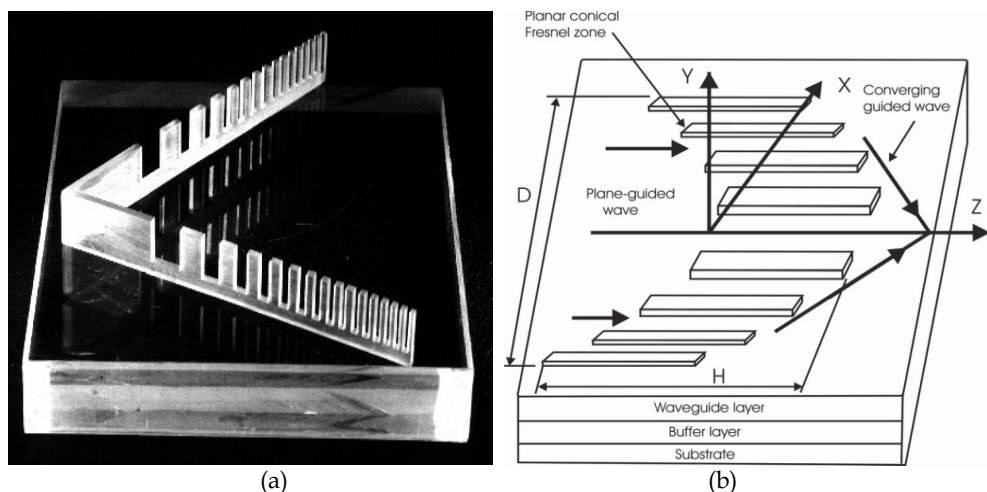 Planar conical
Fresnel zone
Y
X
Converging
guided wave
D
Plane-guided
wave
Z
H
Waveguide layer
Buffer layer
Substrate
(a)
(b)